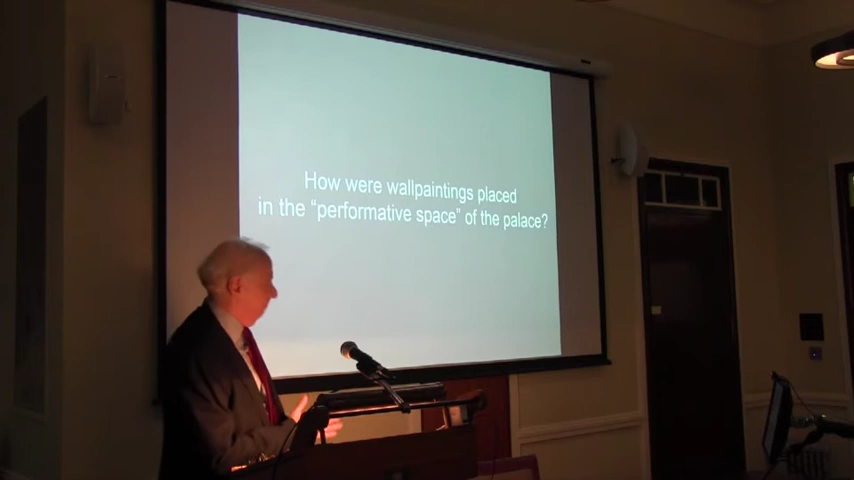 How were wallpaintings placed
in the “performative space” of the palace?